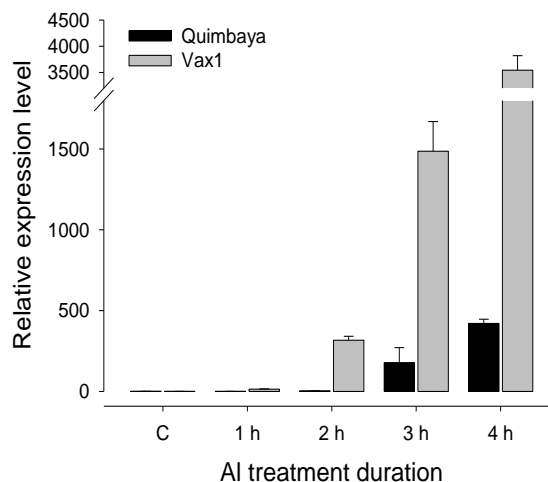 4500
4000
3500
1500
1000
500
0
Relative expression level
Quimbaya
Vax1
C 1 h 2 h 3 h 4 h
Al treatment duration